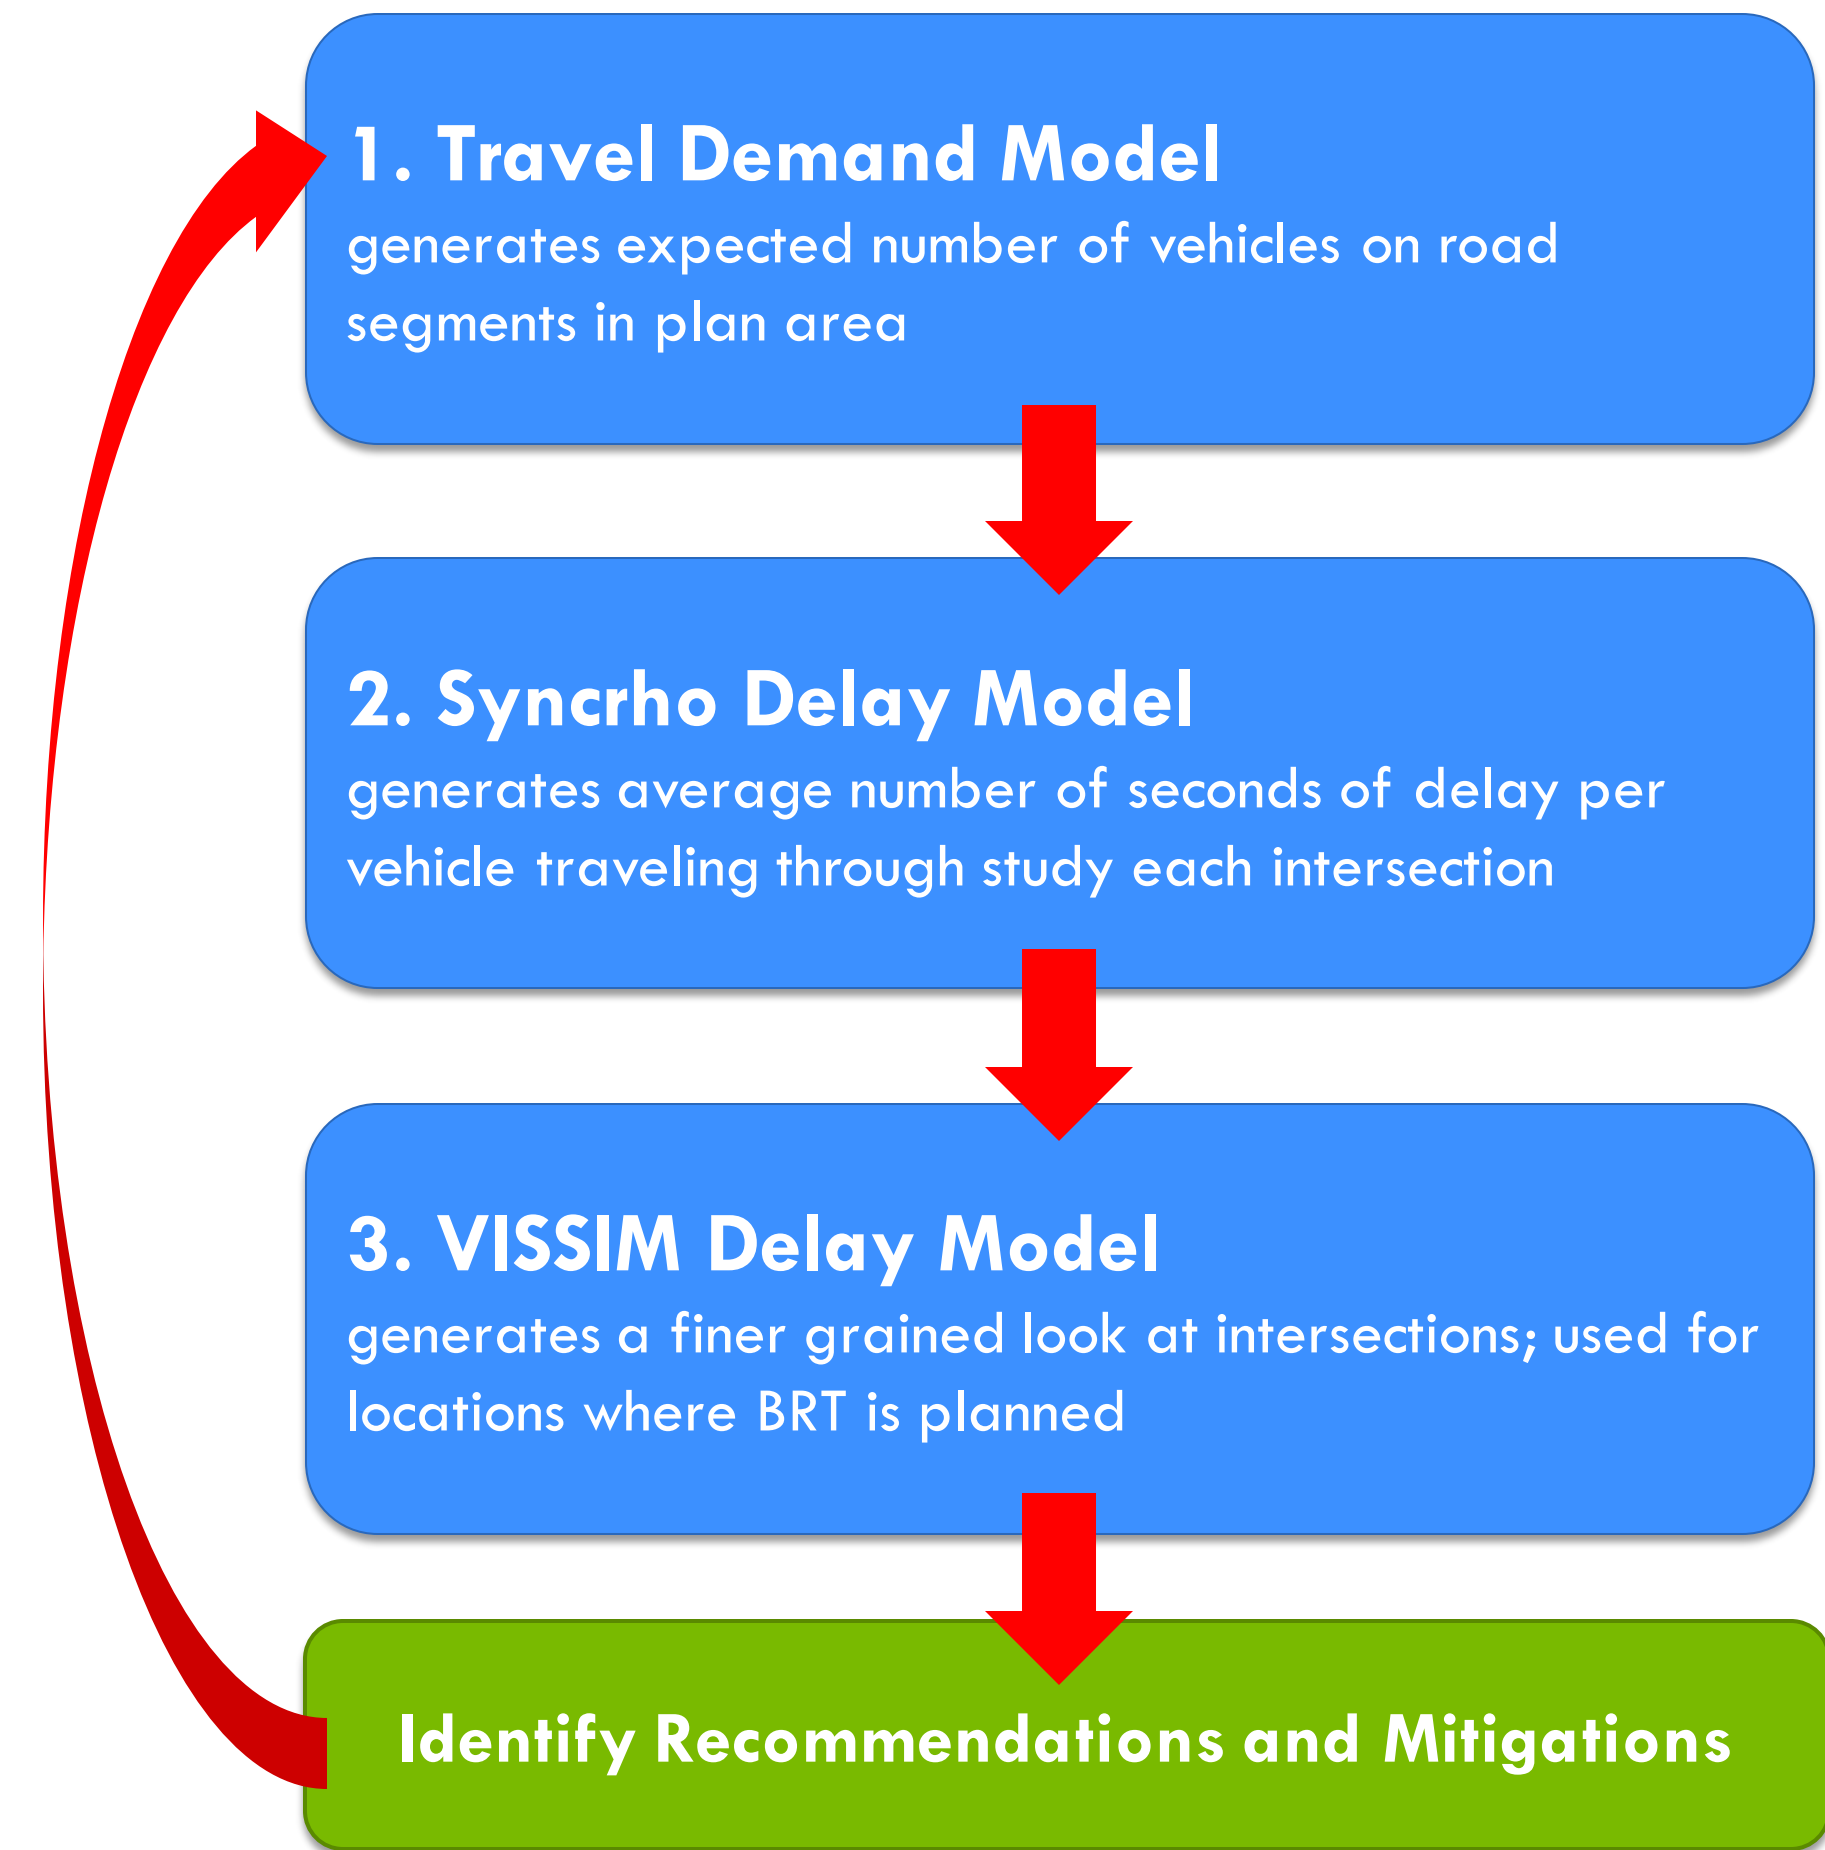 1. Travel Demand Model
generates expected number of vehicles on road
segments in plan area
2. Syncrho Delay Model
generates average number of seconds of delay per
vehicle traveling through study each intersection
3. VISSIM Delay Model
generates a finer grained look at intersections; used for
locations where BRT is planned
Identify Recommendations and Mitigations